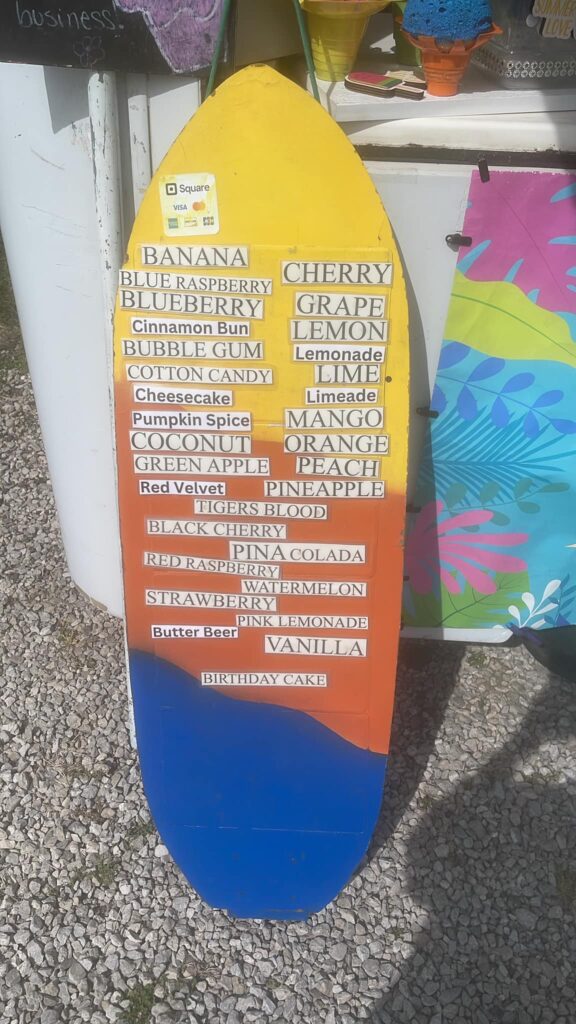 business.
SUMMER
LOVE
Square
VISA
BANANA
CHERRY
BLUE RASPBERRY
BLUEBERRY
GRAPE
Cinnamon Bun
LEMON
BUBBLE GUM
Lemonade
COTTON CANDY
LIME
Cheesecake
Limeade
Pumpkin Spice
MANGO
COCONUT
ORANGE
GREEN APPLE
PEACH
Red Velvet
PINEAPPLE
TIGERS BLOOD
BLACK CHERRY
PINA COLADA
RED RASPBERRY
WATERMELON
STRAWBERRY
PINK LEMONADE
Butter Beer
VANILLA
BIRTHDAY CAKE